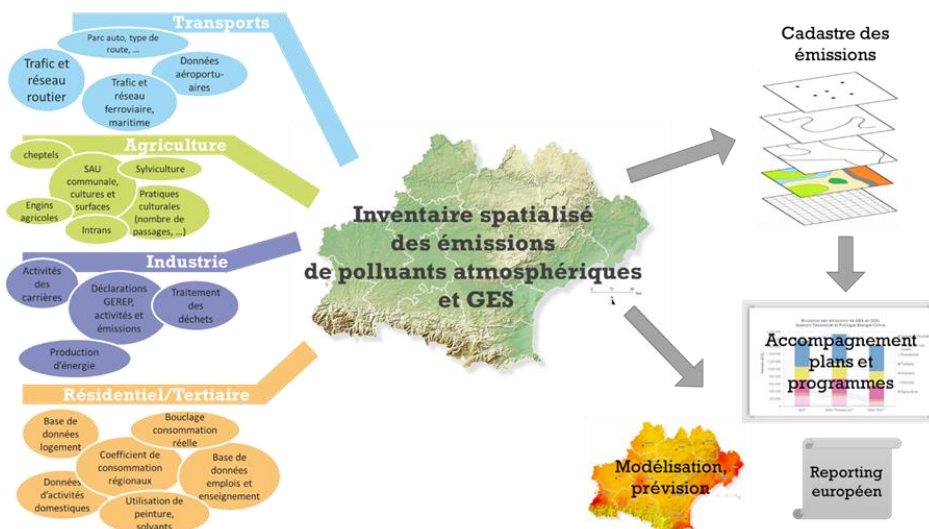 Transports
Parc auto, type de
route, ...
Trafic et
réseau
routier
Données
aéroportu-
aires
Trafic et
réseau
ferroviaire,
maritime
Agriculture
cheptels
SAU
communale,
cultures et
surfaces
Sylviculture
Engins
agricoles
Pratiques
culturales
(nombre de
passages, ...)
Intrans
Industrie
Activités
des
carrières
Déclarations
GEREP,
activités et
émissions
Traitement
des
déchets
Production
d'énergie
Résidentiel/Tertiaire
Base de
données
logement
Bouclage
consommation
réelle
Coefficient de
consommation
régionaux
Base de
données
emplois et
enseignement
Données
d'activités
domestiques
Utilisation de
peinture,
solvants
Inventaire spatialisé
des émissions
de polluants atmosphériques
et GES
Cadastre des
émissions
Accompagnement
plans et
programmes
Modélisation,
prévision
Reporting
européen